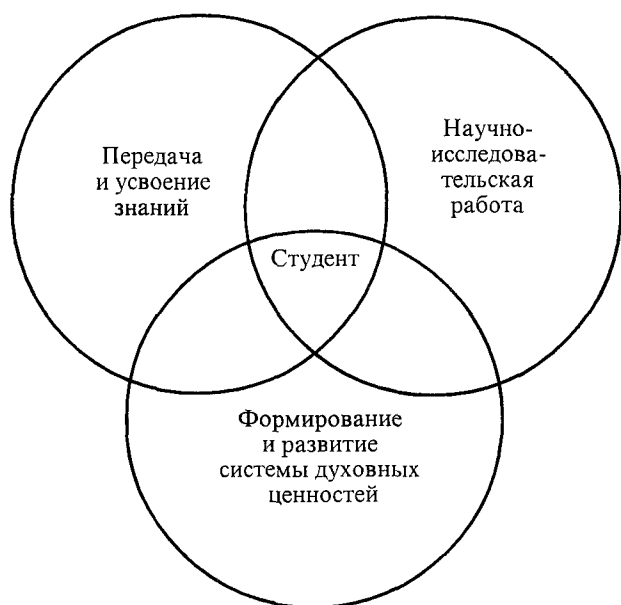 Передача
и усвоение
знаний
Научно-
исследова-
тельская
работа
Студент
Формирование
и развитие
системы духовных
ценностей